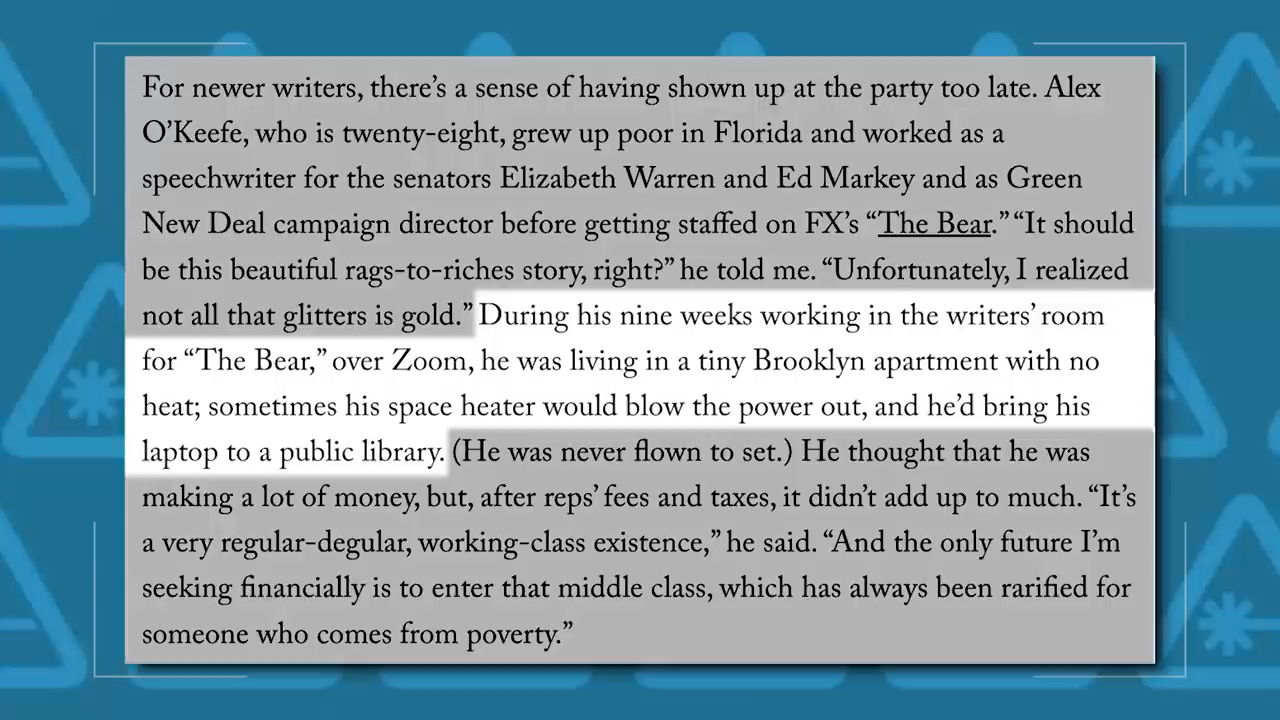 For newer writers, there’s a sense of having shown up at the party too late. Alex
O’Keefe, who is twenty-eight, grew up poor in Florida and worked as a
speechwriter for the senators Elizabeth Warren and Ed Markey and as Green
New Deal campaign director before getting staffed on FX’s “The Bear.” “It should
be this beautiful rags-to-riches story, right?” he told me. “Unfortunately, I realized
not all that glitters is gold.” During his nine weeks working in the writers’ room
for “The Bear,” over Zoom, he was living in a tiny Brooklyn apartment with no
heat; sometimes his space heater would blow the power out, and he’d bring his
laptop to a public library. (He was never flown to set.) He thought that he was
making a lot of money, but, after reps’ fees and taxes, it didn’t add up to much. “It’s
a very regular-degular, working-class existence,” he said. “And the only future I’m
seeking financially is to enter that middle class, which has always been rarified for
someone who comes from poverty.”